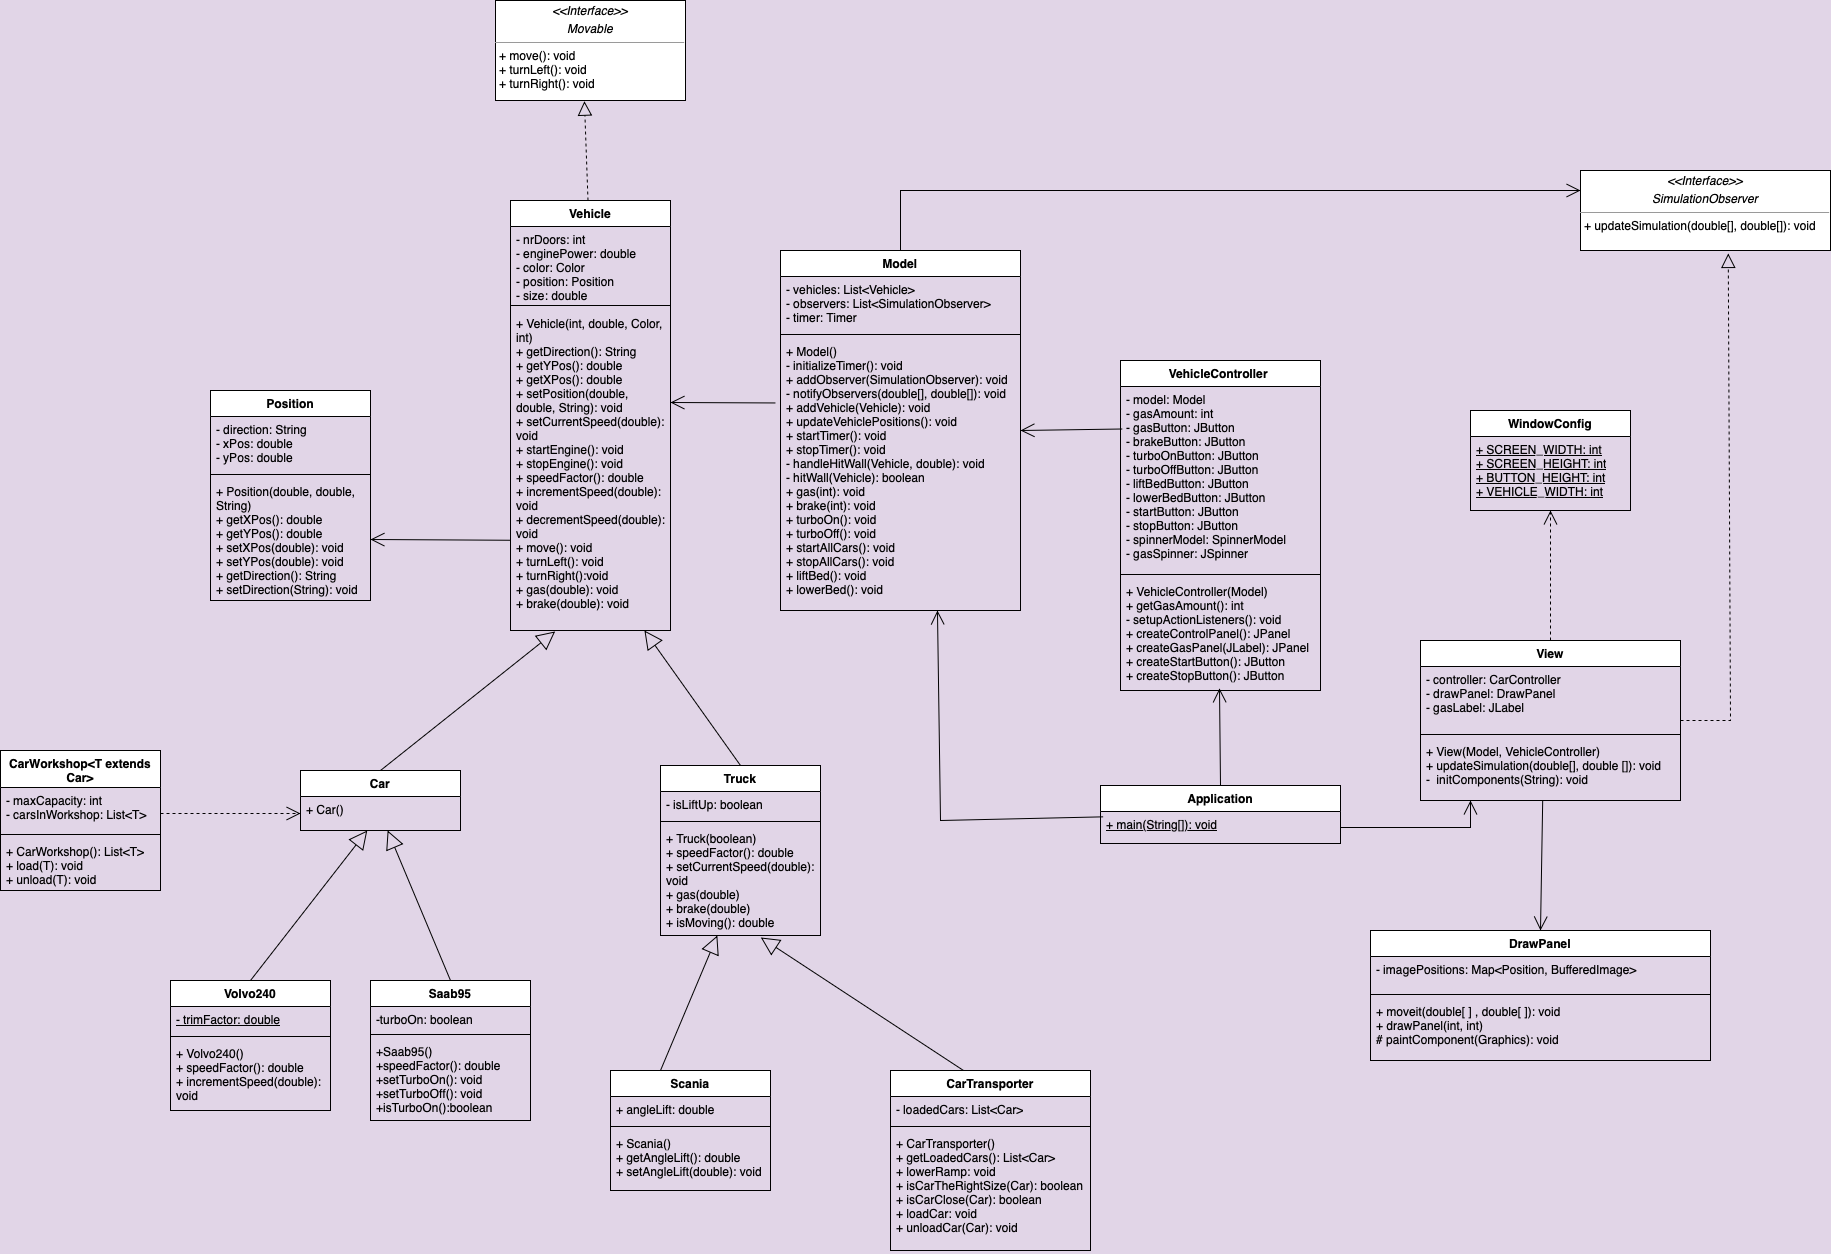 <<Interface>>
Movable
+ move(): void
+ turnLeft(): void
+ turnRight(): void
<<Interface>>
SimulationObserver
+ updateSimulation(double[], double[]): void
Vehicle
- nrDoors: int
- enginePower: double
- color: Color
- position: Position
- size: double
+ Vehicle(int, double, Color,
int)
+ getDirection(): String
+ getYPos(): double
+ getXPos(): double
+ setPosition(double,
double, String): void
+ setCurrentSpeed(double):
void
+ startEngine(): void
+ stopEngine(): void
+ speedFactor(): double
+ incrementSpeed(double):
void
+ decrementSpeed(double):
void
+ move(): void
+ turnLeft(): void
+ turnRight():void
+ gas(double): void
+ brake(double): void
Model
- vehicles: List<Vehicle>
- observers: List<SimulationObserver>
- timer: Timer
+ Model()
- initializeTimer(): void
+ addObserver(SimulationObserver): void
- notifyObservers(double[], double[]): void
+ addVehicle(Vehicle): void
+ updateVehiclePositions(): void
+ startTimer(): void
+ stopTimer(): void
- handleHitWall(Vehicle, double): void
- hitWall(Vehicle): boolean
+ gas(int): void
+ brake(int): void
+ turboOn(): void
+ turboOff(): void
+ startAllCars(): void
+ stopAllCars(): void
+ liftBed(): void
+ lowerBed(): void
VehicleController
- model: Model
- gasAmount: int
- gasButton: JButton
- brakeButton: JButton
- turboOnButton: JButton
- turboOffButton: JButton
- liftBedButton: JButton
- lowerBedButton: JButton
- startButton: JButton
- stopButton: JButton
- spinnerModel: SpinnerModel
- gasSpinner: JSpinner
+ VehicleController(Model)
+ getGasAmount(): int
- setupActionListeners(): void
+ createControlPanel(): JPanel
+ createGasPanel(JLabel): JPanel
+ createStartButton(): JButton
+ createStopButton(): JButton
Position
- direction: String
- xPos: double
- yPos: double
+ Position(double, double,
String)
+ getXPos(): double
+ getYPos(): double
+ setXPos(double): void
+ setYPos(double): void
+ getDirection(): String
+ setDirection(String): void
WindowConfig
+ SCREEN_WIDTH: int
+ SCREEN_HEIGHT: int
+ BUTTON_HEIGHT: int
+ VEHICLE_WIDTH: int
View
- controller: CarController
- drawPanel: DrawPanel
- gasLabel: JLabel
+ View(Model, VehicleController)
+ updateSimulation(double[], double []): void
- initComponents(String): void
CarWorkshop<T extends
Car>
- maxCapacity: int
- carsInWorkshop: List<T>
+ CarWorkshop(): List<T>
+ load(T): void
+ unload(T): void
Car
+ Car()
Truck
- isLiftUp: boolean
+ Truck(boolean)
+ speedFactor(): double
+ setCurrentSpeed(double):
void
+ gas(double)
+ brake(double)
+ isMoving(): double
Application
+ main(String[]): void
DrawPanel
- imagePositions: Map<Position, BufferedImage>
+ moveit(double[ ] , double[ ]): void
+ drawPanel(int, int)
# paintComponent(Graphics): void
Volvo240
- trimFactor: double
+ Volvo240()
+ speedFactor(): double
+ incrementSpeed(double):
void
Saab95
-turboOn: boolean
+Saab95()
+speedFactor(): double
+setTurboOn(): void
+setTurboOff(): void
+isTurboOn():boolean
Scania
+ angleLift: double
+ Scania()
+ getAngleLift(): double
+ setAngleLift(double): void
CarTransporter
- loadedCars: List<Car>
+ CarTransporter()
+ getLoadedCars(): List<Car>
+ lowerRamp: void
+ isCarTheRightSize(Car): boolean
+ isCarClose(Car): boolean
+ loadCar: void
+ unloadCar(Car): void